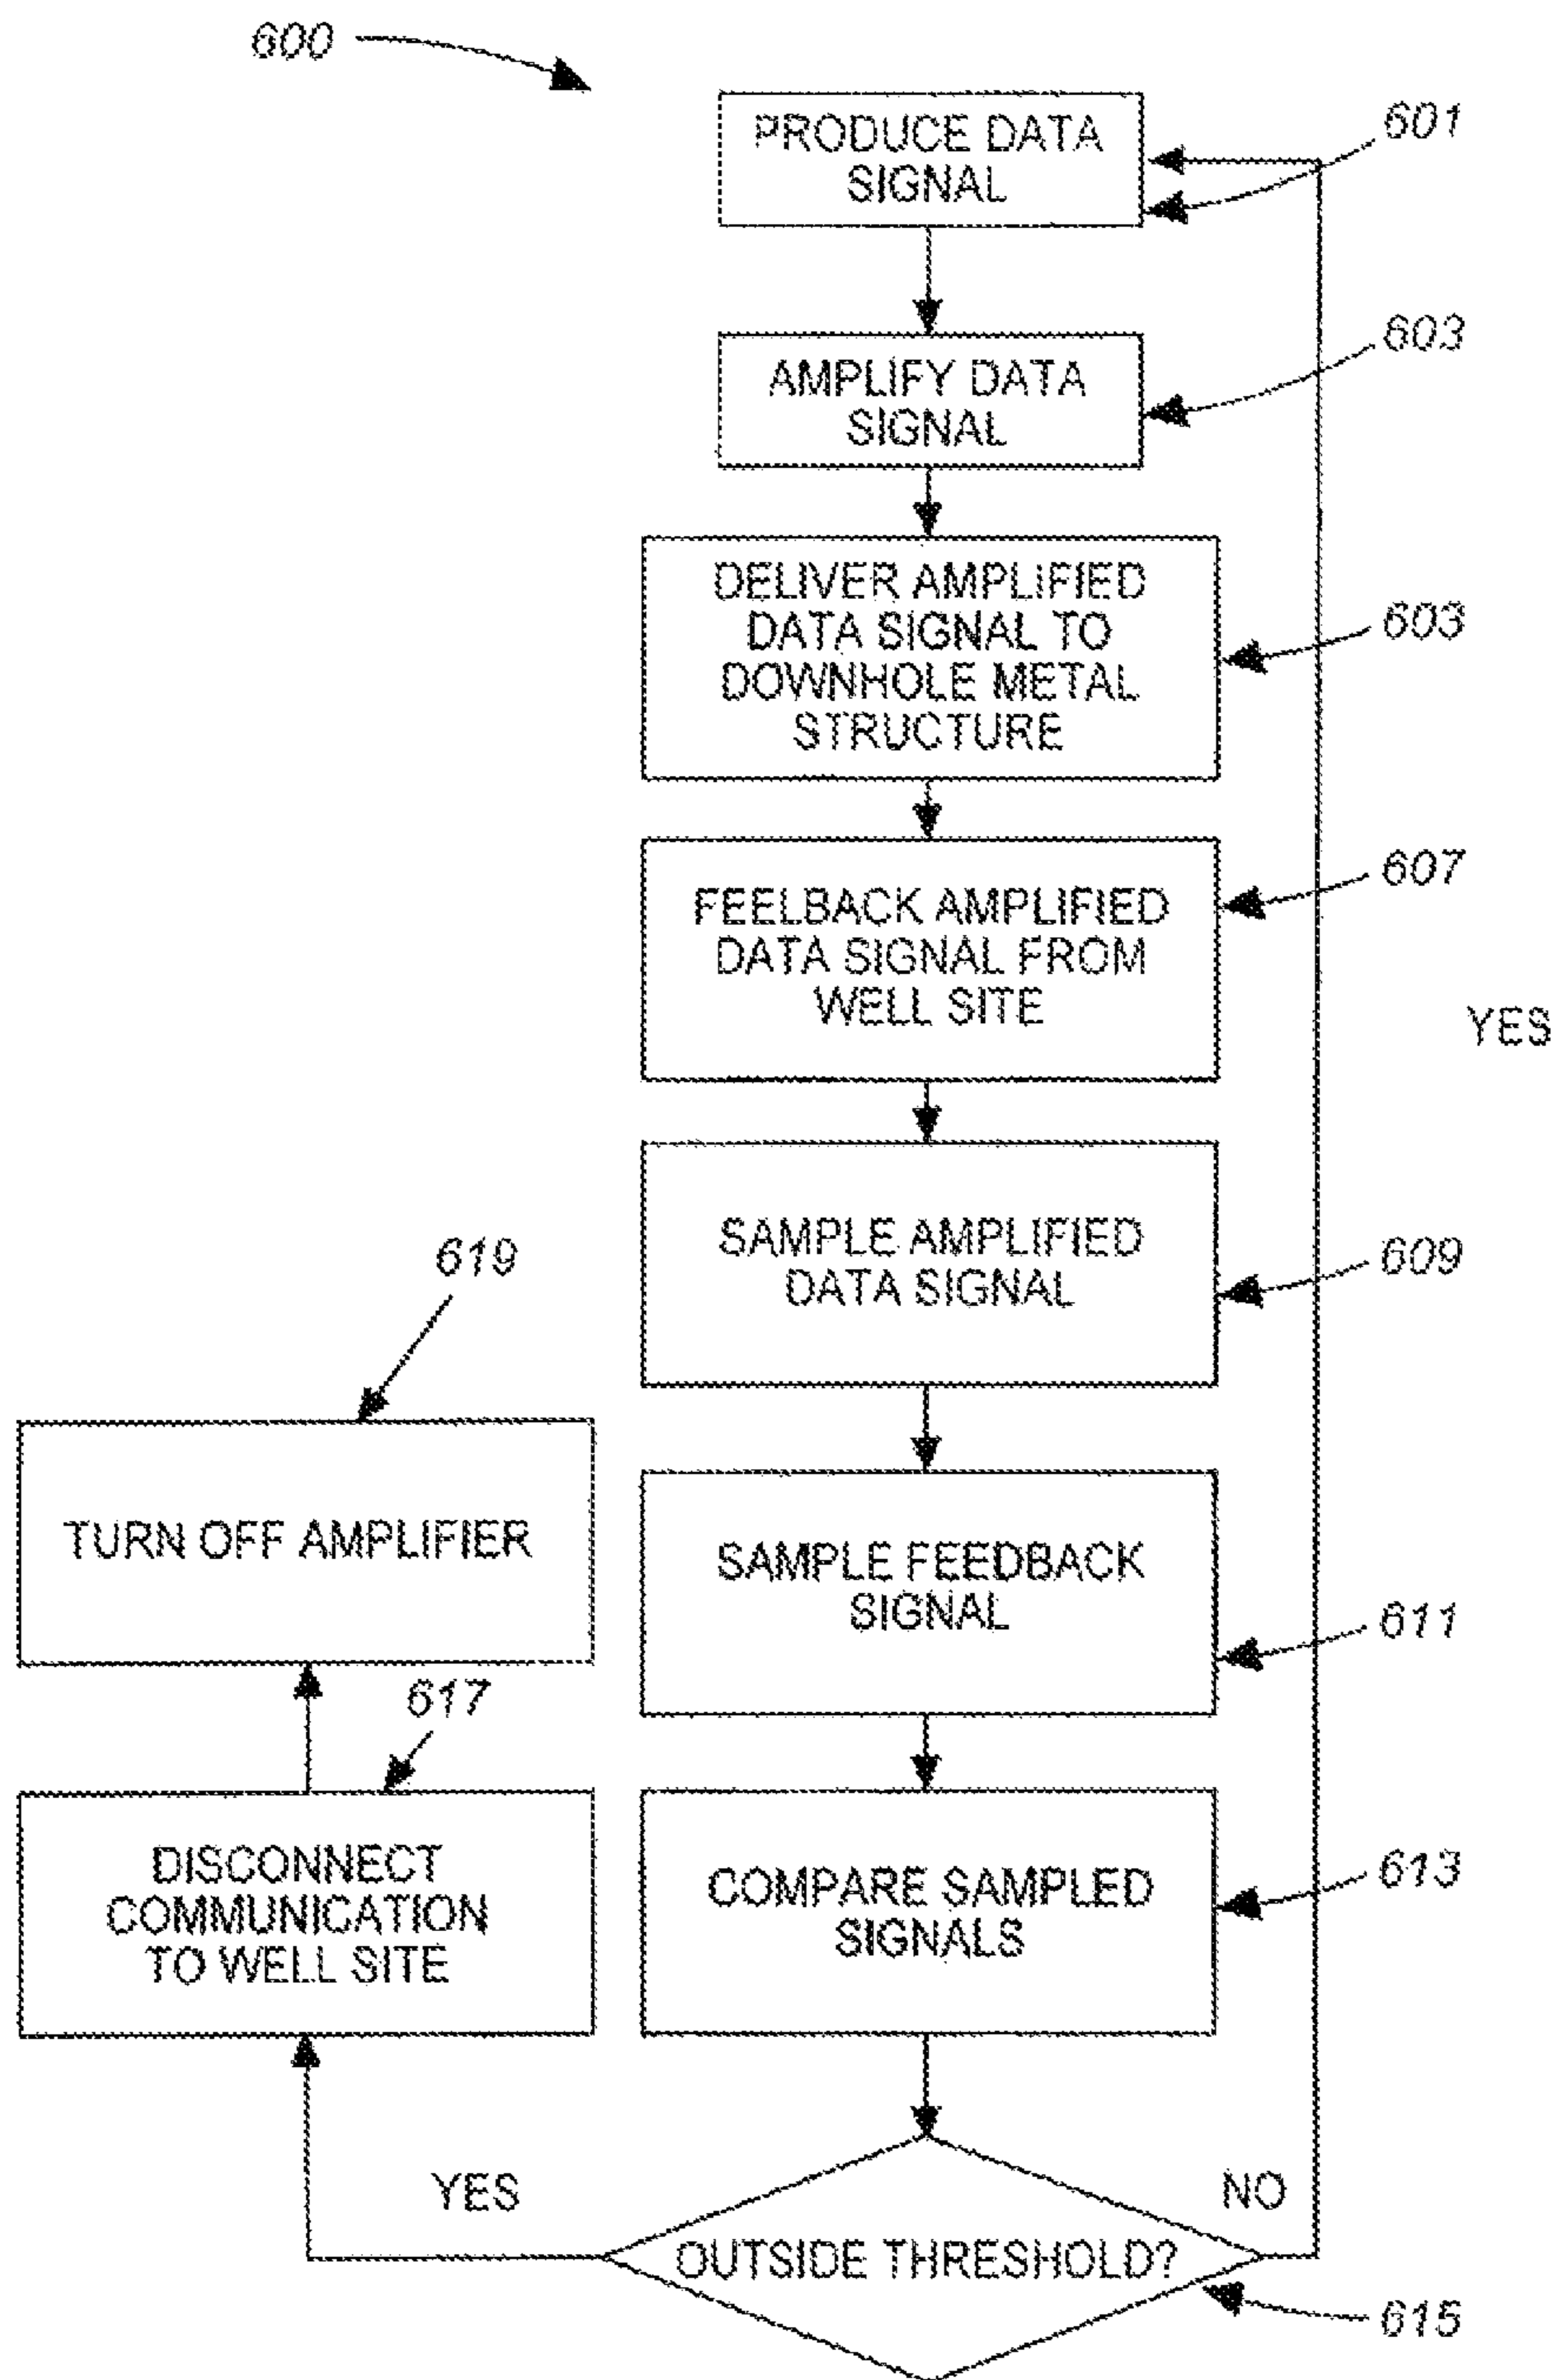 600
PRODUCE DATA
SIGNAL
601
AMPLIFY DATA
SIGNAL
603
DELIVER AMPLIFIED
DATA SIGNAL TO
DOWNHOLE METAL
STRUCTURE
603
FEELBACK AMPLIFIED
DATA SIGNAL FROM
WELL SITE
607
YES
SAMPLE AMPLIFIED
DATA SIGNAL
609
619
TURN OFF AMPLIFIER
SAMPLE FEEDBACK
SIGNAL
611
617
DISCONNECT
COMMUNICATION
TO WELL SITE
COMPARE SAMPLED
SIGNALS
613
YES
NO
OUTSIDE THRESHOLD?
615